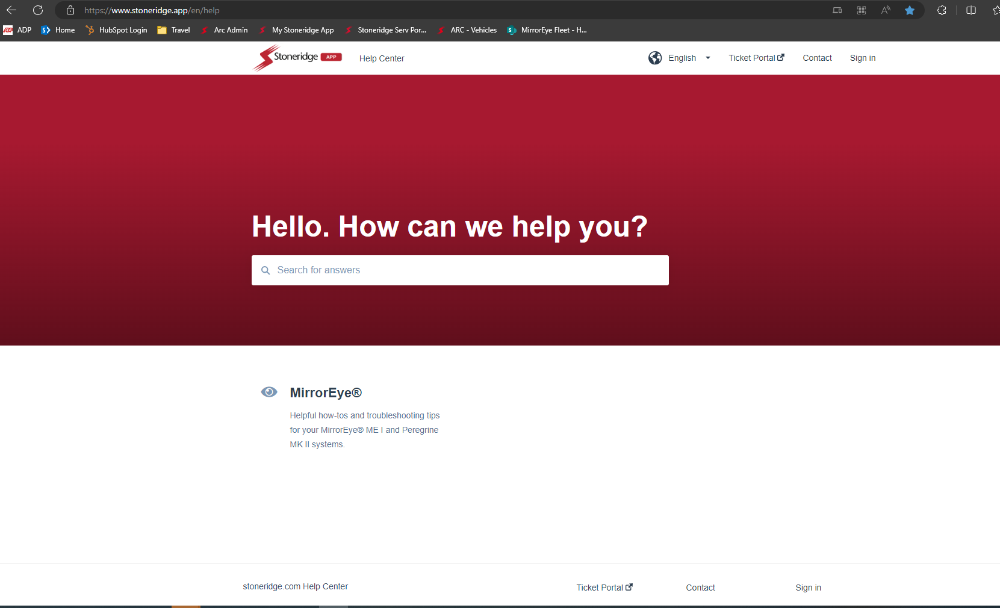 https://www.stoneridge.app/en/help
ADP Home HubSpot Login Travel Arc Admin My Stoneridge App Stoneridge Serv Por... ARC - Vehicles MirrorEye Fleet - H...
Stoneridge APP Help Center English Ticket Portal Contact Sign in
Hello. How can we help you?
Search for answers
MirrorEye®
Helpful how-tos and troubleshooting tips
for your MirrorEye® ME I and Peregrine
MK II systems.
stoneridge.com Help Center Ticket Portal Contact Sign in